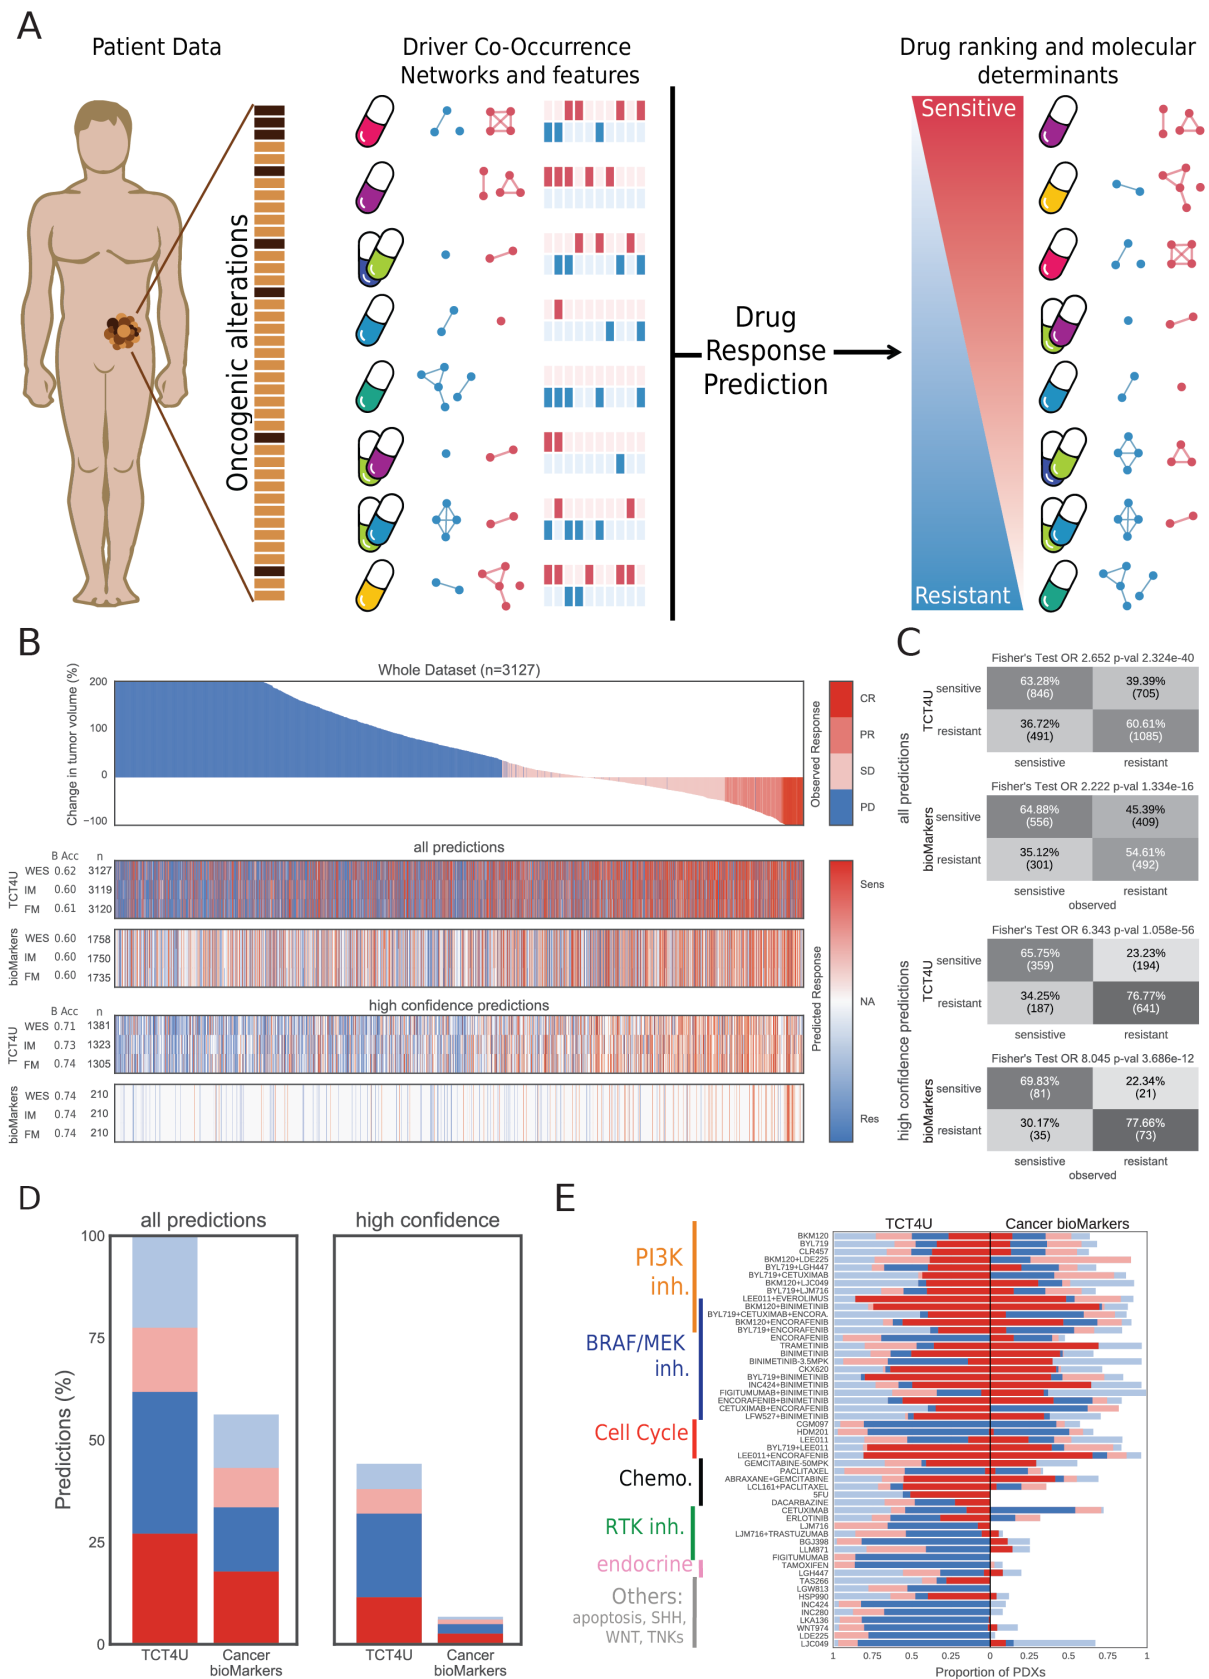 A
Patient Data
Driver Co-Occurrence
Networks and features
Drug ranking and molecular
determinants
Oncogenic alterations
Drug
Response
Prediction
Sensitive
Resistant
B
Whole Dataset (n=3127)
Change in tumor volume (%)
200
100
0
−100
Observed Response
CR
PR
SD
PD
all predictions
B Acc n
TCT4U
WES 0.62 3127
IM 0.60 3119
FM 0.61 3120
bioMarkers
WES 0.60 1758
IM 0.60 1750
FM 0.60 1735
high confidence predictions
B Acc n
TCT4U
WES 0.71 1381
IM 0.73 1323
FM 0.74 1305
bioMarkers
WES 0.74 210
IM 0.74 210
FM 0.74 210
Predicted Response
Sens
NA
Res
C
all predictions
Fisher's Test OR 2.652 p-val 2.324e-40
TCT4U
sensitive
63.28%
(846)
39.39%
(705)
resistant
36.72%
(491)
60.61%
(1085)
sensistive
resistant
Fisher's Test OR 2.222 p-val 1.334e-16
bioMarkers
sensitive
64.88%
(556)
45.39%
(409)
resistant
35.12%
(301)
54.61%
(492)
sensistive
resistant
observed
high confidence predictions
Fisher's Test OR 6.343 p-val 1.058e-56
TCT4U
sensitive
65.75%
(359)
23.23%
(194)
resistant
34.25%
(187)
76.77%
(641)
sensistive
resistant
Fisher's Test OR 8.045 p-val 3.686e-12
bioMarkers
sensitive
69.83%
(81)
22.34%
(21)
resistant
30.17%
(35)
77.66%
(73)
sensistive
resistant
observed
D
all predictions
high confidence
Predictions (%)
100
75
50
25
0
TCT4U
Cancer
bioMarkers
TCT4U
Cancer
bioMarkers
E
TCT4U
Cancer bioMarkers
PI3K
inh.
BRAF/MEK
inh.
Cell Cycle
Chemo.
RTK inh.
endocrine
Others:
apoptosis, SHH,
WNT, TNKs
BKM120
BYL719
CLR457
BKM120+LDE225
BYL719+LGH447
BYL719+CETUXIMAB
BKM120+LJC049
BYL719+LJM716
LEE011+EVEROLIMUS
BKM120+BINIMETINIB
BYL719+CETUXIMAB+ENCORA.
BKM120+ENCORAFENIB
BYL719+ENCORAFENIB
ENCORAFENIB
TRAMETINIB
BINIMETINIB
BINIMETINIB-3.5MPK
CKX620
BYL719+BINIMETINIB
INC424+BINIMETINIB
FIGITUMUMAB+BINIMETINIB
ENCORAFENIB+BINIMETINIB
CETUXIMAB+ENCORAFENIB
LFW527+BINIMETINIB
CGM097
HDM201
LEE011
BYL719+LEE011
LEE011+ENCORAFENIB
GEMCITABINE-50MPK
PACLITAXEL
ABRAXANE+GEMCITABINE
LCL161+PACLITAXEL
5FU
DACARBAZINE
CETUXIMAB
ERLOTINIB
LJM716
LJM716+TRASTUZUMAB
BGJ398
LLM871
FIGITUMUMAB
TAMOXIFEN
LGH447
TAS266
LGW813
HSP990
INC424
INC280
LKA136
WNT974
LDE225
LJC049
1 0.75 0.5 0.25 0 0.25 0.5 0.75 1
Proportion of PDXs